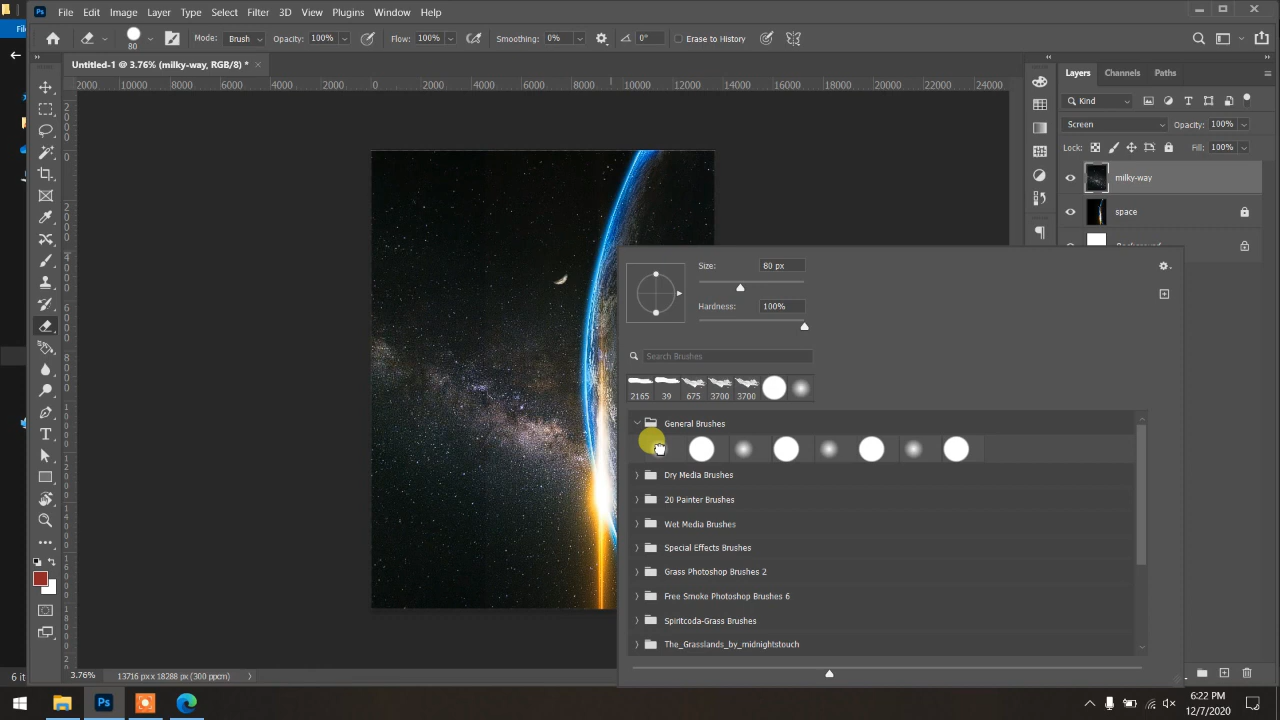 Fil
Ps File Edit Image Layer Type Select Filter 3D View Plugins Window Help
80 Mode: Brush Opacity: 100% Flow: 100% Smoothing: 0% 0° Erase to History
Untitled-1 @ 3.76% (milky-way, RGB/8) *
2000 10000 0 2000 4000 6000 8000 10000 12000 14000 16000 18000 20000 22000 24000
Layers Channels Paths
Kind
Screen Opacity: 100%
Lock: Fill: 100%
milky-way
space
Background
Size: 80 px
Hardness: 100%
Search Brushes
2165 39 675 3700 3700
General Brushes
Dry Media Brushes
20 Painter Brushes
Wet Media Brushes
Special Effects Brushes
Grass Photoshop Brushes 2
Free Smoke Photoshop Brushes 6
Spiritcoda-Grass Brushes
The_Grasslands_by_midnightstouch
6 it 3.76% 13716 px x 18288 px (300 ppcm)
Ps 6:22 PM
12/7/2020